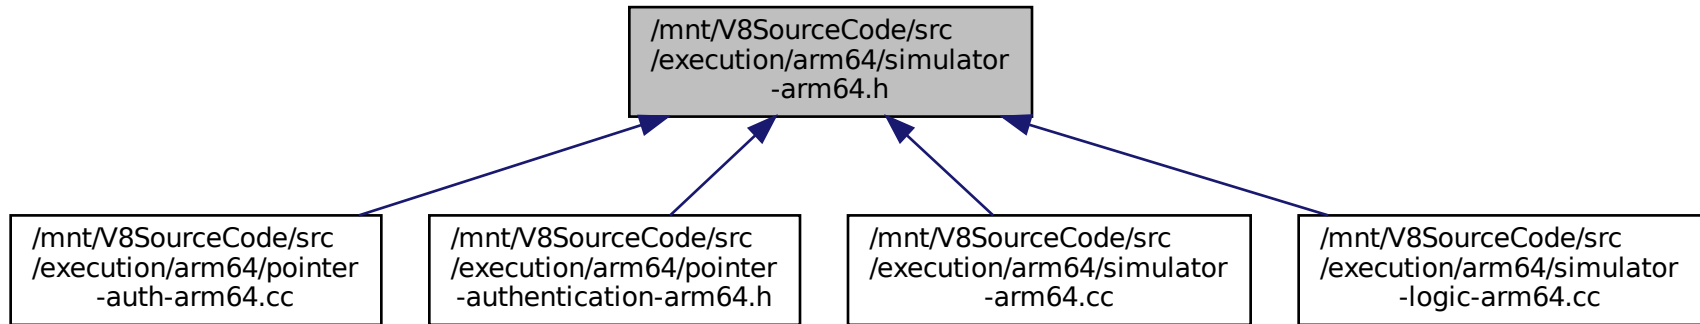 /mnt/V8SourceCode/src
/execution/arm64/simulator
-arm64.h
/mnt/V8SourceCode/src
/execution/arm64/pointer
-auth-arm64.cc
/mnt/V8SourceCode/src
/execution/arm64/pointer
-authentication-arm64.h
/mnt/V8SourceCode/src
/execution/arm64/simulator
-arm64.cc
/mnt/V8SourceCode/src
/execution/arm64/simulator
-logic-arm64.cc